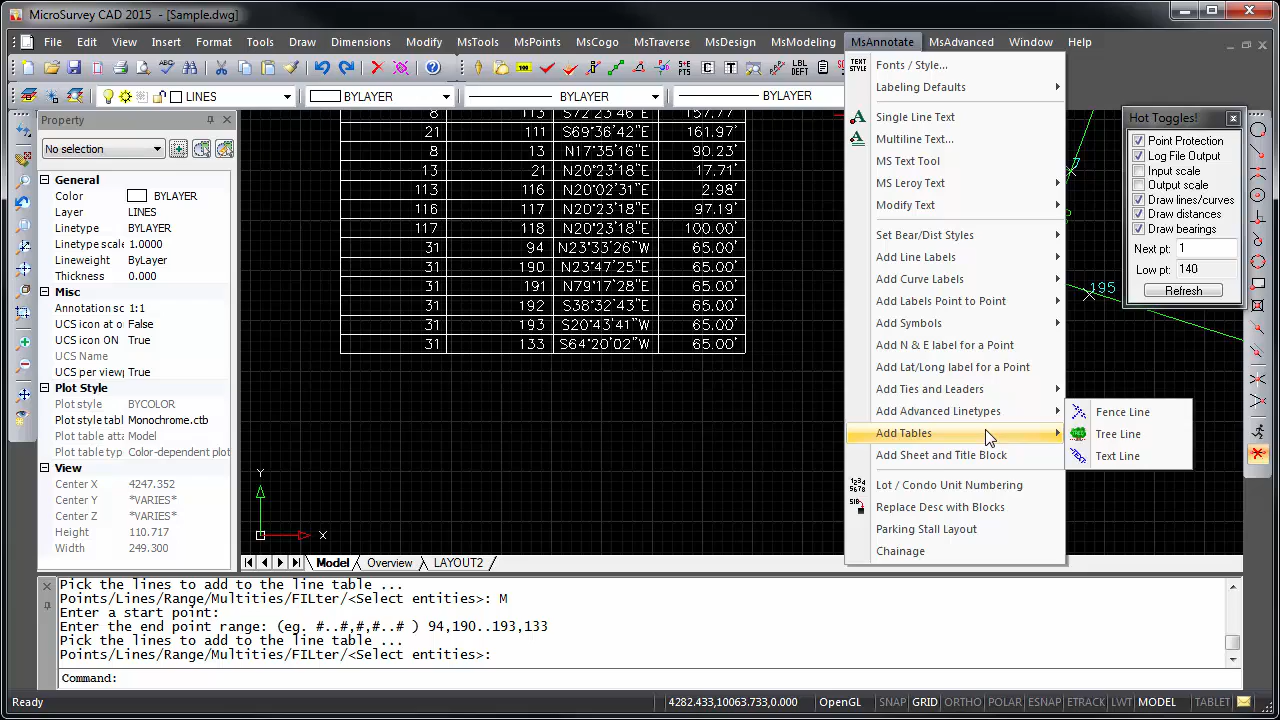 MicroSurvey CAD 2015 - [Sample.dwg]
File Edit View Insert Format Tools Draw Dimensions Modify MsTools MsPoints MsCogo MsTraverse MsDesign MsModeling MsAnnotate MsAdvanced Window Help
LINES BYLAYER BYLAYER BYLAYER
Property
No selection
General
Color BYLAYER
Layer LINES
Linetype BYLAYER
Linetype scale 1.0000
Lineweight ByLayer
Thickness 0.000
Misc
Annotation s 1:1
UCS icon at o False
UCS icon ON True
UCS Name
UCS per view True
Plot Style
Plot style BYCOLOR
Plot style table Monochrome.ctb
Plot table atta Model
Plot table typ Color-dependent plot
View
Center X 4247.352
Center Y *VARIES*
Center Z *VARIES*
Height 110.717
Width 249.300
8 113 S72°23'46"E 157.77'
21 111 S69°36'42"E 161.97'
8 13 N17°35'16"E 90.23'
13 21 N20°23'18"E 17.71'
113 116 N20°02'31"E 2.98'
116 117 N20°23'18"E 97.19'
117 118 N20°23'18"E 100.00'
31 94 N23°33'26"W 65.00'
31 190 N23°47'25"E 65.00'
31 191 N79°17'28"E 65.00'
31 192 S38°32'43"E 65.00'
31 193 S20°43'41"W 65.00'
31 133 S64°20'02"W 65.00'
Y
X
Model Overview LAYOUT2
TEXT STYLE
Fonts / Style...
Labeling Defaults
Single Line Text
Multiline Text...
MS Text Tool
MS Leroy Text
Modify Text
Set Bear/Dist Styles
Add Line Labels
Add Curve Labels
Add Labels Point to Point
Add Symbols
Add N & E label for a Point
Add Lat/Long label for a Point
Add Ties and Leaders
Add Advanced Linetypes
Add Tables
Add Sheet and Title Block
Lot / Condo Unit Numbering
Replace Desc with Blocks
Parking Stall Layout
Chainage
Fence Line
Tree Line
Text Line
195
Hot Toggles!
Point Protection
Log File Output
Input scale
Output scale
Draw lines/curves
Draw distances
Draw bearings
Next pt: 1
Low pt: 140
Refresh
Pick the lines to add to the line table ...
Points/Lines/Range/Multities/FILter/<Select entities>: M
Enter a start point:
Enter the end point range: (eg. #..#,#,#..# ) 94,190..193,133
Pick the lines to add to the line table ...
Points/Lines/Range/Multities/FILter/<Select entities>:
Command:
Ready 4282.433,10063.733,0.000 OpenGL SNAP GRID ORTHO POLAR ESNAP ETRACK LWT MODEL TABLET